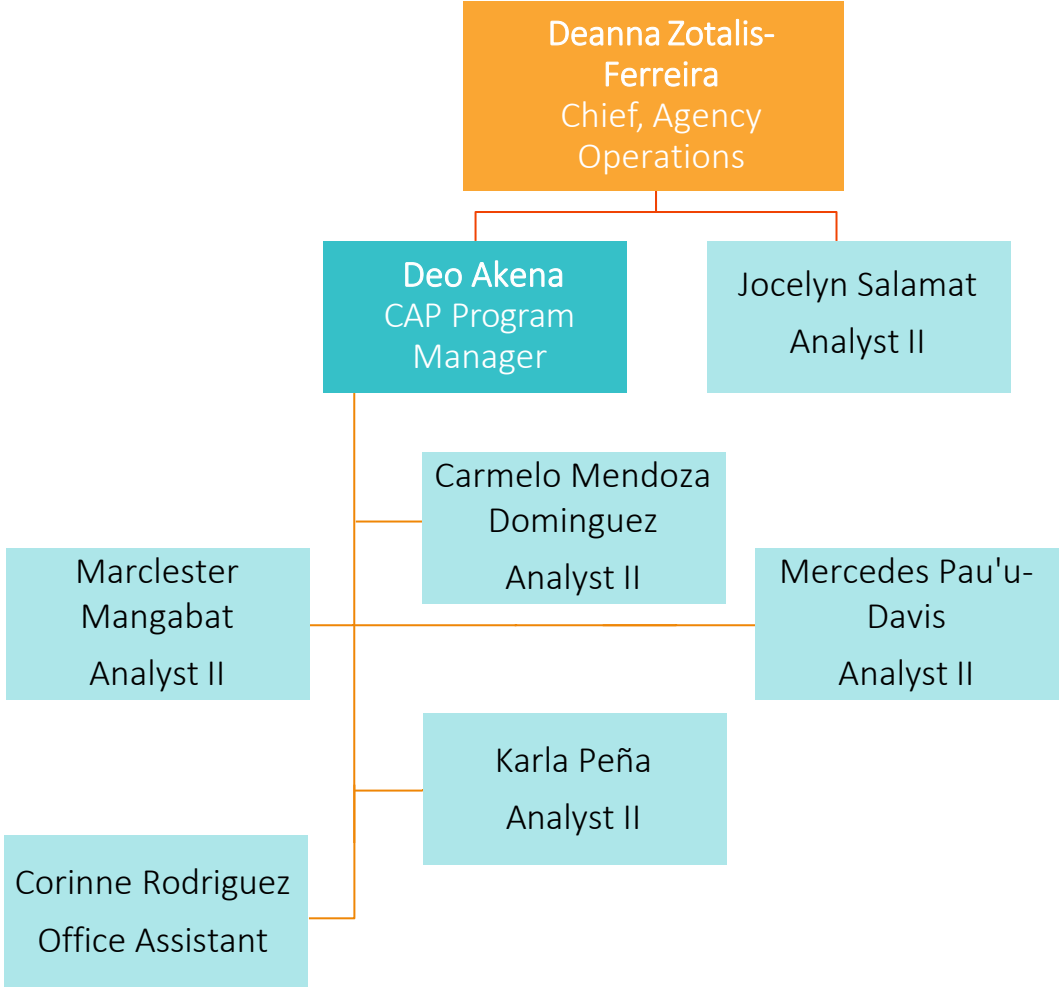 Deanna Zotalis-
Ferreira
Chief, Agency
Operations
Deo Akena
CAP Program
Manager
Jocelyn Salamat
Analyst II
Carmelo Mendoza
Dominguez
Analyst II
Marclester
Mangabat
Analyst II
Mercedes Pau'u-
Davis
Analyst II
Karla Peña
Analyst II
Corinne Rodriguez
Office Assistant